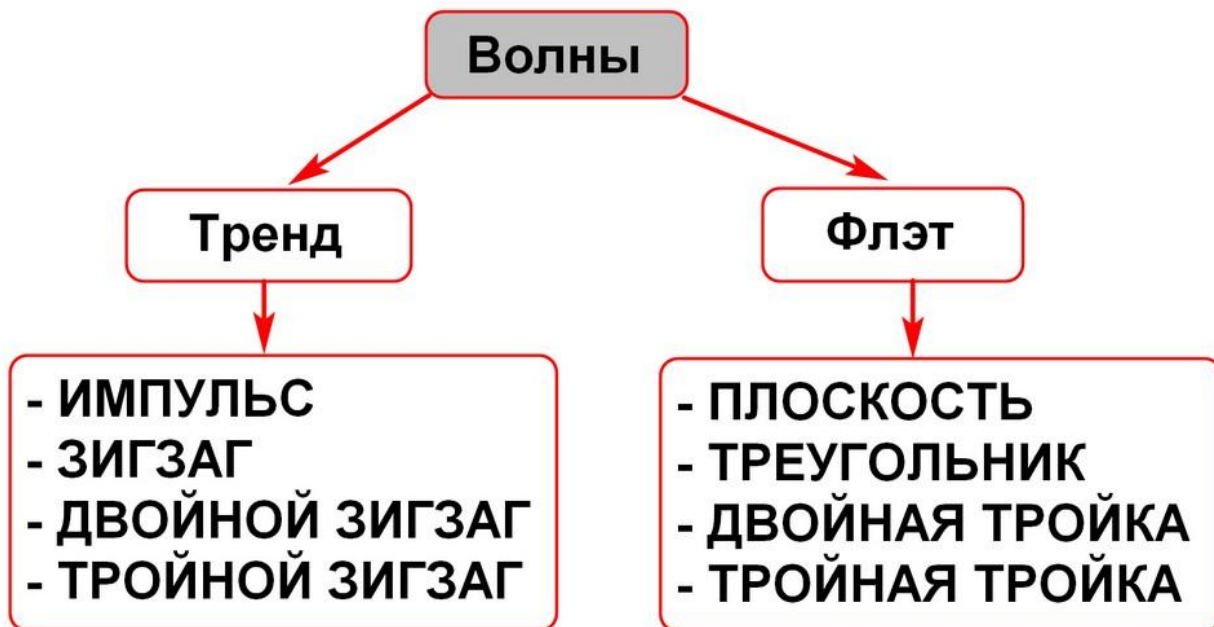 Волны
Тренд
Флэт
- ИМПУЛЬС
- ЗИГЗАГ
- ДВОЙНОЙ ЗИГЗАГ
- ТРОЙНОЙ ЗИГЗАГ
- ПЛОСКОСТЬ
- ТРЕУГОЛЬНИК
- ДВОЙНАЯ ТРОЙКА
- ТРОЙНАЯ ТРОЙКА